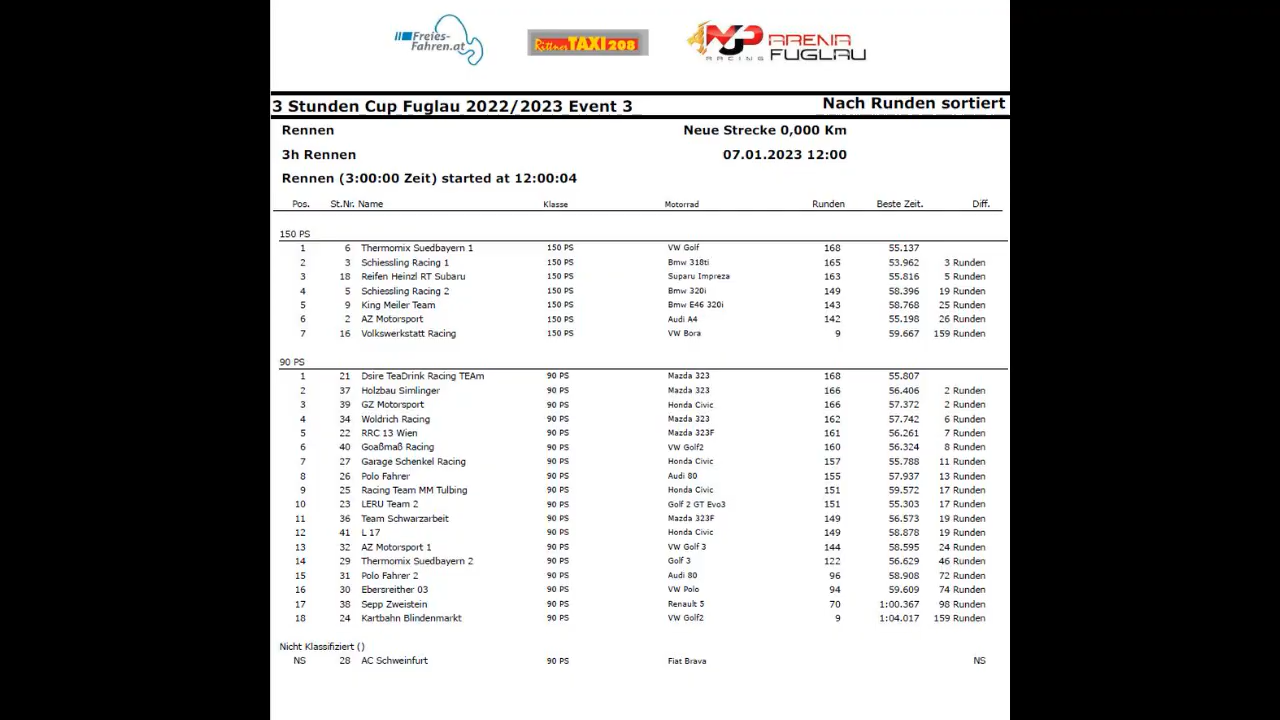 Freies-
Fahren.at
Rittner TAXI 208
MJP ARENA
RACING FUGLAU
3 Stunden Cup Fuglau 2022/2023 Event 3 Nach Runden sortiert
Rennen Neue Strecke 0,000 Km
3h Rennen 07.01.2023 12:00
Rennen (3:00:00 Zeit) started at 12:00:04
Pos. St.Nr. Name Klasse Motorrad Runden Beste Zeit. Diff.
150 PS
1 6 Thermomix Suedbayern 1 150 PS VW Golf 168 55.137
2 3 Schiessling Racing 1 150 PS Bmw 318ti 165 53.962 3 Runden
3 18 Reifen Heinzl RT Subaru 150 PS Suparu Impreza 163 55.816 5 Runden
4 5 Schiessling Racing 2 150 PS Bmw 320i 149 58.396 19 Runden
5 9 King Meiler Team 150 PS Bmw E46 320i 143 58.768 25 Runden
6 2 AZ Motorsport 150 PS Audi A4 142 55.198 26 Runden
7 16 Volkswerkstatt Racing 150 PS VW Bora 9 59.667 159 Runden
90 PS
1 21 Dsire TeaDrink Racing TEAm 90 PS Mazda 323 168 55.807
2 37 Holzbau Simlinger 90 PS Mazda 323 166 56.406 2 Runden
3 39 GZ Motorsport 90 PS Honda Civic 166 57.372 2 Runden
4 34 Woldrich Racing 90 PS Mazda 323 162 57.742 6 Runden
5 22 RRC 13 Wien 90 PS Mazda 323F 161 56.261 7 Runden
6 40 Goaßmaß Racing 90 PS VW Golf2 160 56.324 8 Runden
7 27 Garage Schenkel Racing 90 PS Honda Civic 157 55.788 11 Runden
8 26 Polo Fahrer 90 PS Audi 80 155 57.937 13 Runden
9 25 Racing Team MM Tulbing 90 PS Honda Civic 151 59.572 17 Runden
10 23 LERU Team 2 90 PS Golf 2 GT Evo3 151 55.303 17 Runden
11 36 Team Schwarzarbeit 90 PS Mazda 323F 149 56.573 19 Runden
12 41 L 17 90 PS Honda Civic 149 58.878 19 Runden
13 32 AZ Motorsport 1 90 PS VW Golf 3 144 58.595 24 Runden
14 29 Thermomix Suedbayern 2 90 PS Golf 3 122 56.629 46 Runden
15 31 Polo Fahrer 2 90 PS Audi 80 96 58.908 72 Runden
16 30 Ebersreither 03 90 PS VW Polo 94 59.609 74 Runden
17 38 Sepp Zweistein 90 PS Renault 5 70 1:00.367 98 Runden
18 24 Kartbahn Blindenmarkt 90 PS VW Golf2 9 1:04.017 159 Runden
Nicht Klassifiziert ()
NS 28 AC Schweinfurt 90 PS Fiat Brava NS